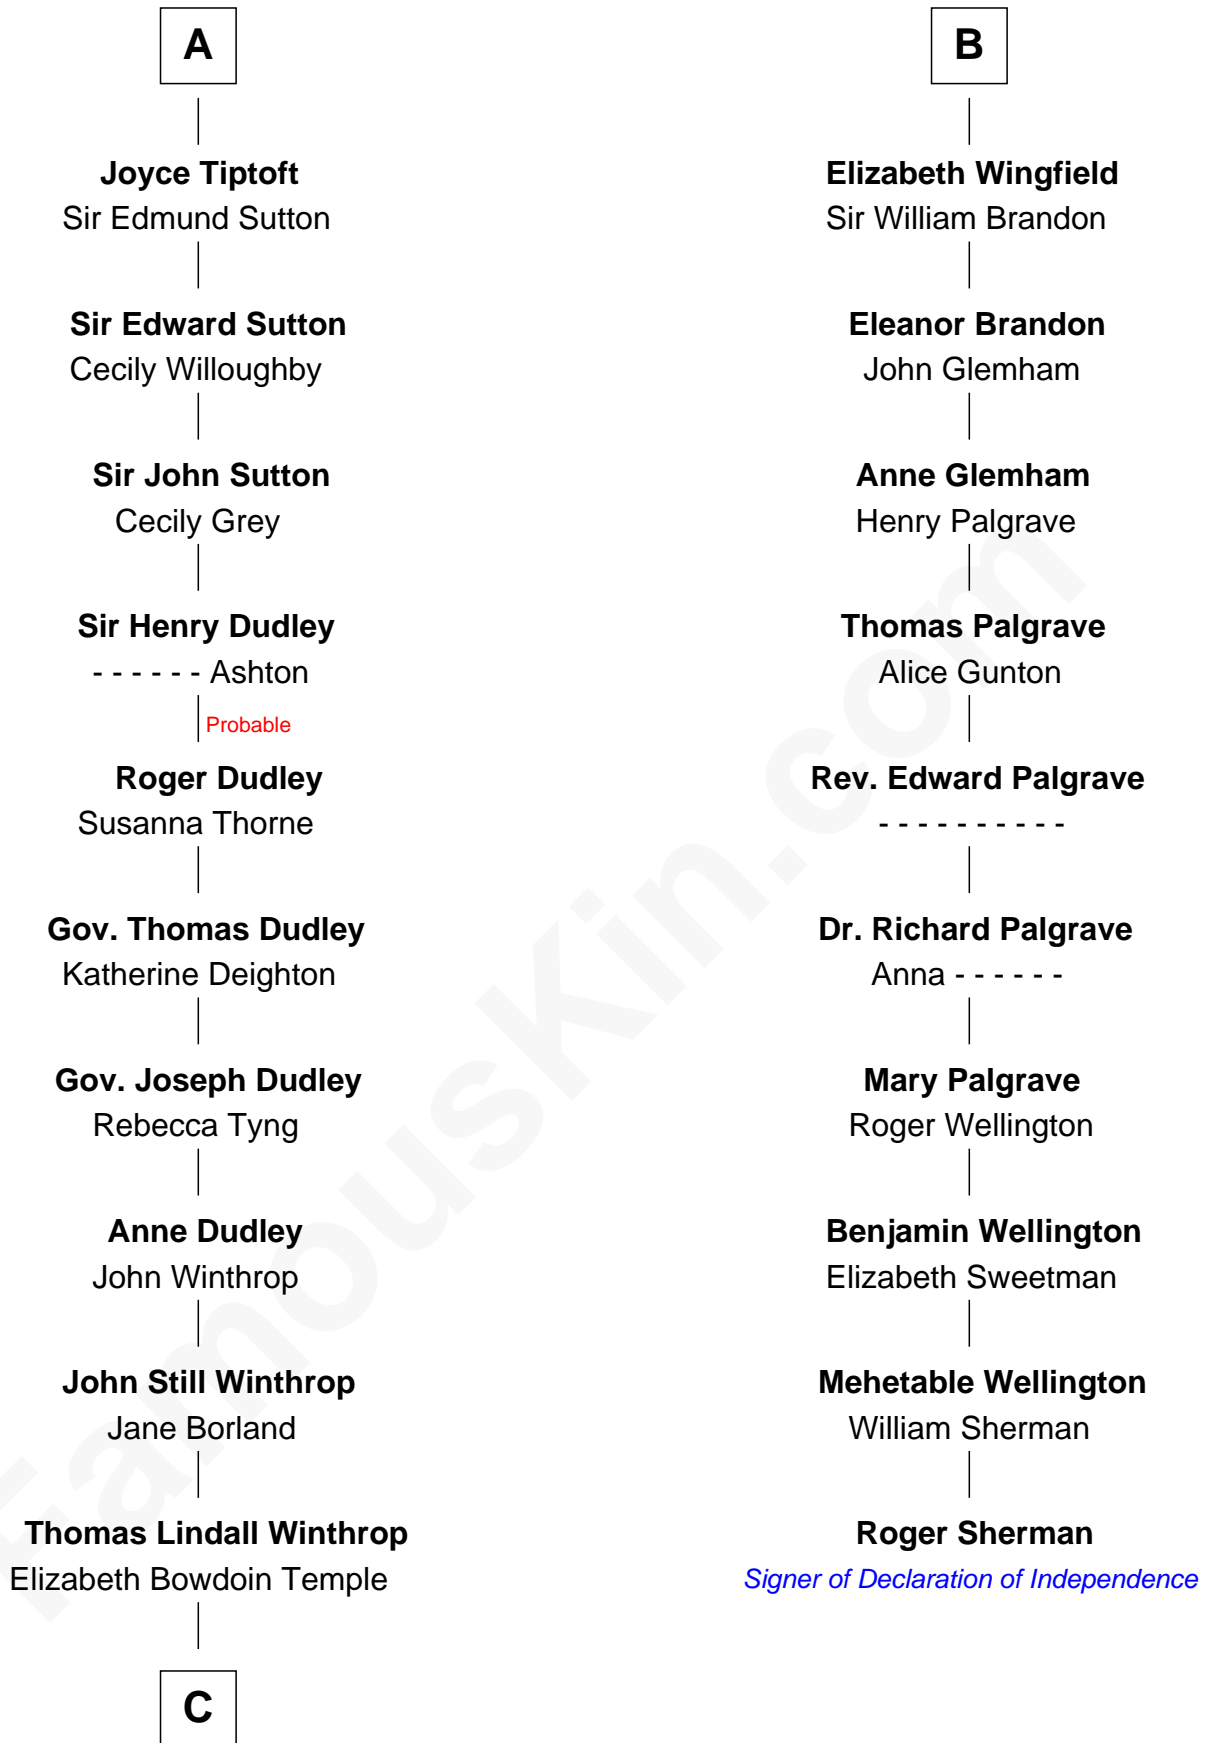 A
Joyce Tiptoft
Sir Edmund Sutton
Sir Edward Sutton
Cecily Willoughby
Sir John Sutton
Cecily Grey
Sir Henry Dudley
- - - - - - Ashton
Probable
Roger Dudley
Susanna Thorne
Gov. Thomas Dudley
Katherine Deighton
Gov. Joseph Dudley
Rebecca Tyng
Anne Dudley
John Winthrop
John Still Winthrop
Jane Borland
Thomas Lindall Winthrop
Elizabeth Bowdoin Temple
C
B
Elizabeth Wingfield
Sir William Brandon
Eleanor Brandon
John Glemham
Anne Glemham
Henry Palgrave
Thomas Palgrave
Alice Gunton
Rev. Edward Palgrave
- - - - - - - - - -
Dr. Richard Palgrave
Anna - - - - - -
Mary Palgrave
Roger Wellington
Benjamin Wellington
Elizabeth Sweetman
Mehetable Wellington
William Sherman
Roger Sherman
Signer of Declaration of Independence
FamousKin.com